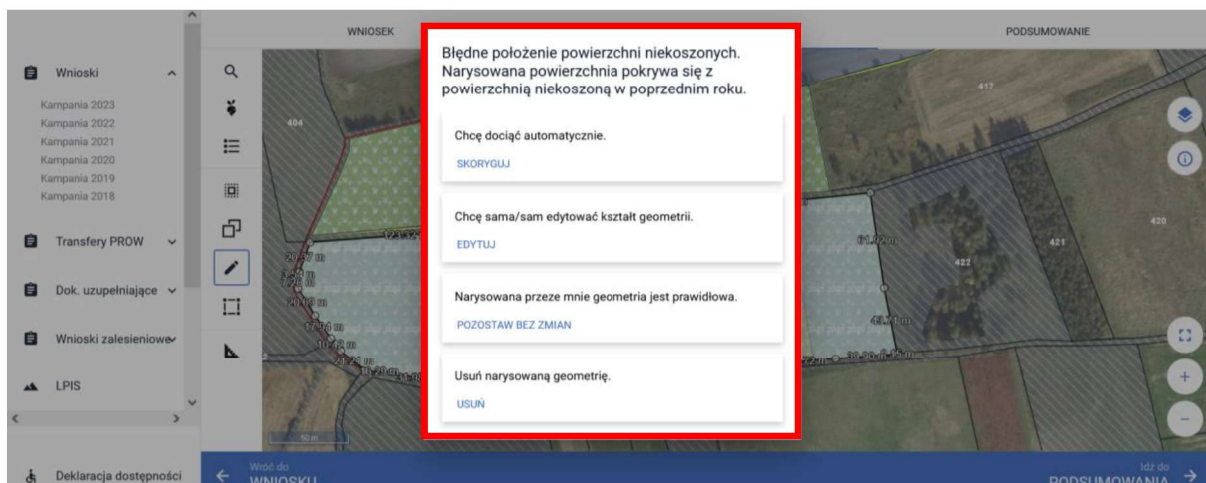 WNIOSEK
PODSUMOWANIE
Wnioski
Kampania 2023
Kampania 2022
Kampania 2021
Kampania 2020
Kampania 2019
Kampania 2018
Transfery PROW
Dok. uzupełniające
Wnioski zalesieniowe
LPIS
Deklaracja dostępności
Błędne położenie powierzchni niekoszonych.
Narysowana powierzchnia pokrywa się z
powierzchnią niekoszoną w poprzednim roku.
Chcę dociąć automatycznie.
SKORYGUJ
Chcę sama/sam edytować kształt geometrii.
EDYTUJ
Narysowana przeze mnie geometria jest prawidłowa.
POZOSTAW BEZ ZMIAN
Usuń narysowaną geometrię.
USUŃ
404
417
420
421
422
61.92m
50 m
Wróć do
WNIOSKU
Idź do
PODSUMOWANIA